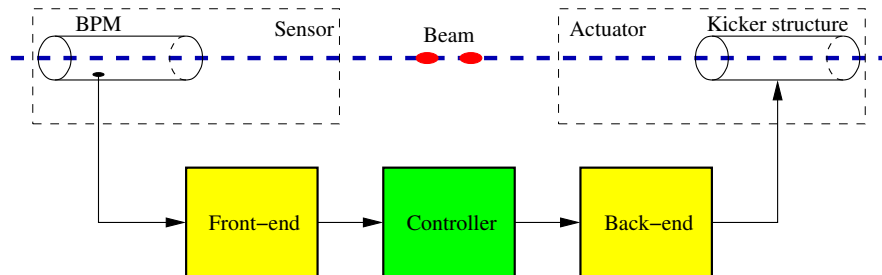 BPM
Sensor
Beam
Actuator
Kicker structure
Front−end
Controller
Back−end